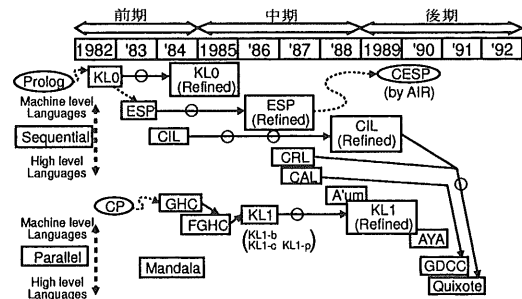 前期 中期 後期
1982 '83 '84 1985 '86 '87 '88 1989 '90 '91 '92
Prolog
KL0
KL0
(Refined)
CESP
(by AIR)
Machine level
Languages
ESP
ESP
(Refined)
Sequential
CIL
CIL
(Refined)
High level
Languages
CRL
CAL
CP
GHC
A'um
Machine level
Languages
FGHC
KL1
KL1
(Refined)
(KL1-b
KL1-c KL1-p)
AYA
Parallel
Mandala
GDCC
High level
Languages
Quixote